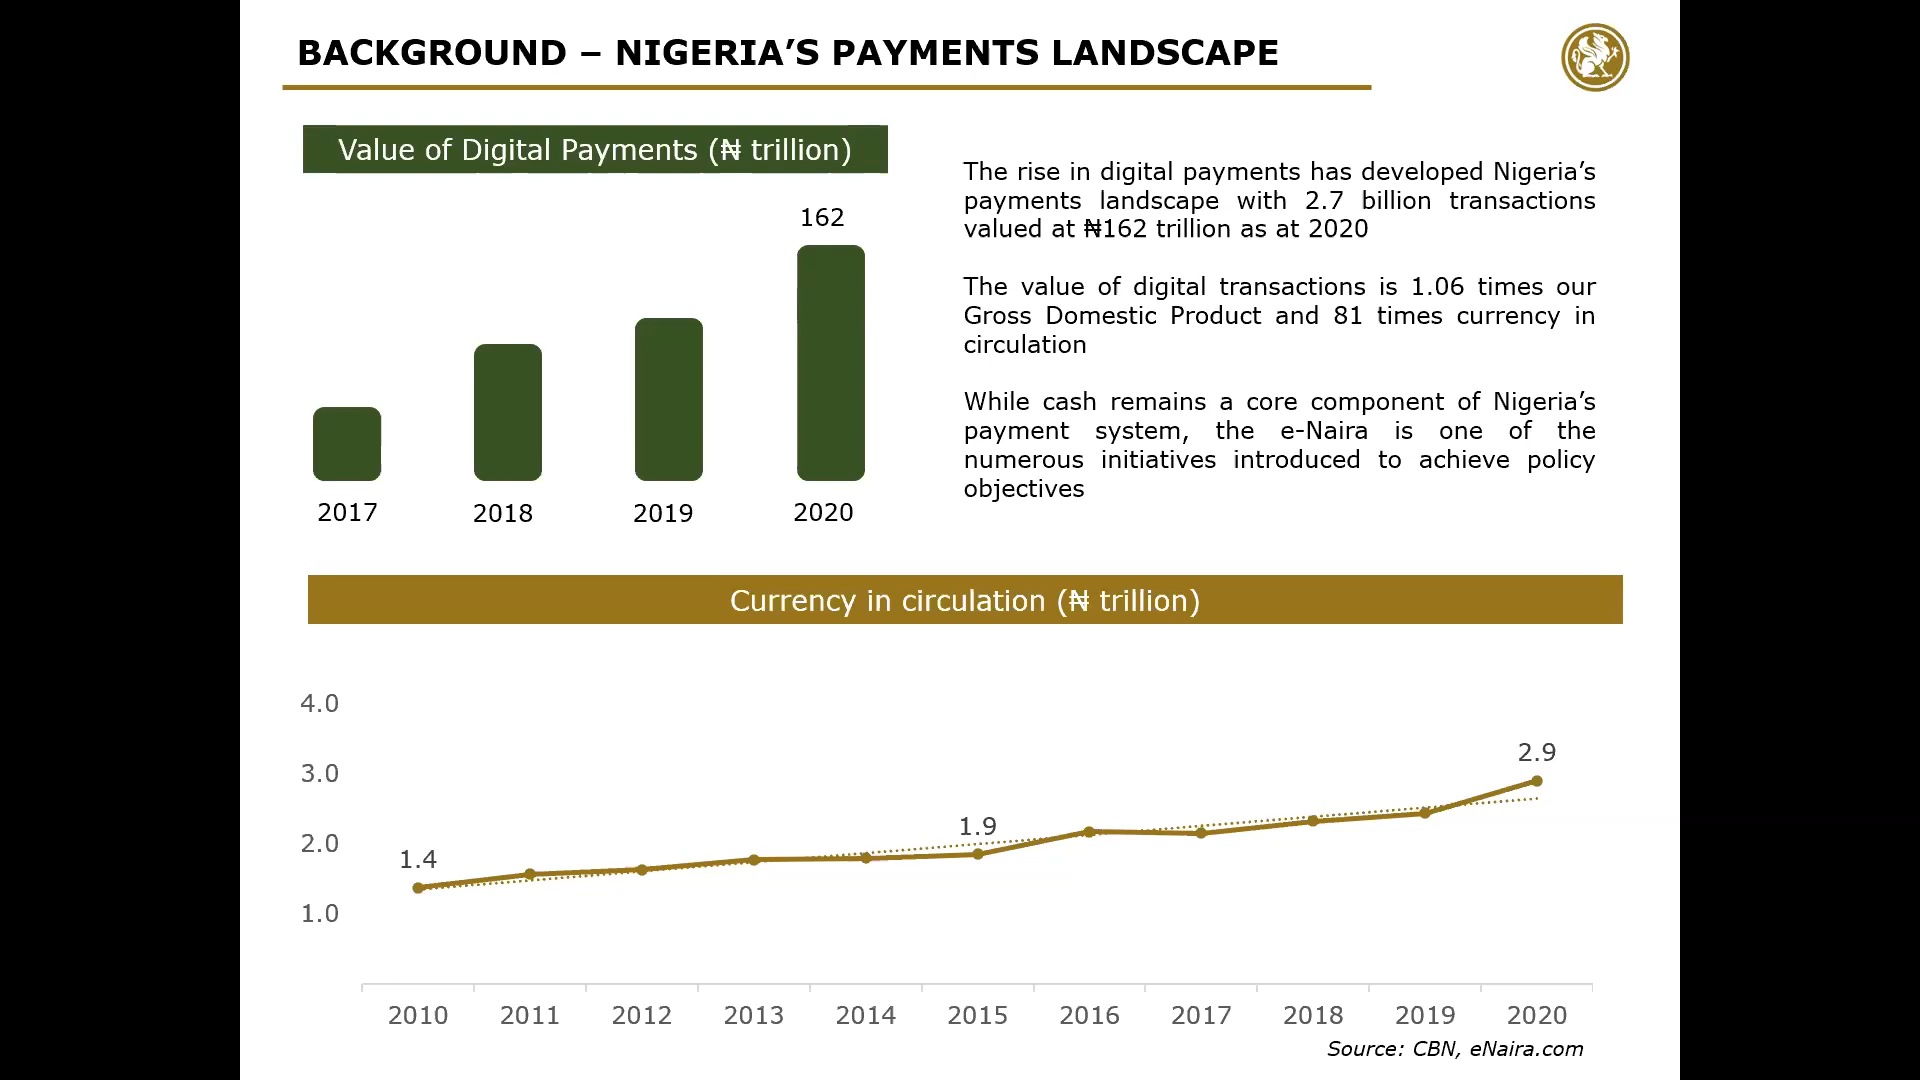 BACKGROUND – NIGERIA’S PAYMENTS LANDSCAPE
Value of Digital Payments (₦ trillion)
162
2017
2018
2019
2020
The rise in digital payments has developed Nigeria’s
payments landscape with 2.7 billion transactions
valued at ₦162 trillion as at 2020
The value of digital transactions is 1.06 times our
Gross Domestic Product and 81 times currency in
circulation
While cash remains a core component of Nigeria’s
payment system, the e-Naira is one of the
numerous initiatives introduced to achieve policy
objectives
Currency in circulation (₦ trillion)
4.0
3.0
2.0
1.0
1.4
1.9
2.9
2010 2011 2012 2013 2014 2015 2016 2017 2018 2019 2020
Source: CBN, eNaira.com